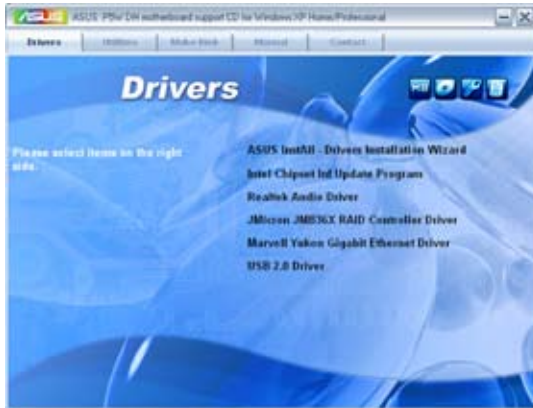 ASUS P5W DH motherboard support CD for Windows XP Home/Professional
Drivers Utilities Make Disk Manual Contact
Drivers
Please select items on the right
side.
ASUS InstAll - Drivers Installation Wizard
Intel Chipset Inf Update Program
Realtek Audio Driver
JMicron JMB36X RAID Controller Driver
Marvell Yukon Gigabit Ethernet Driver
USB 2.0 Driver